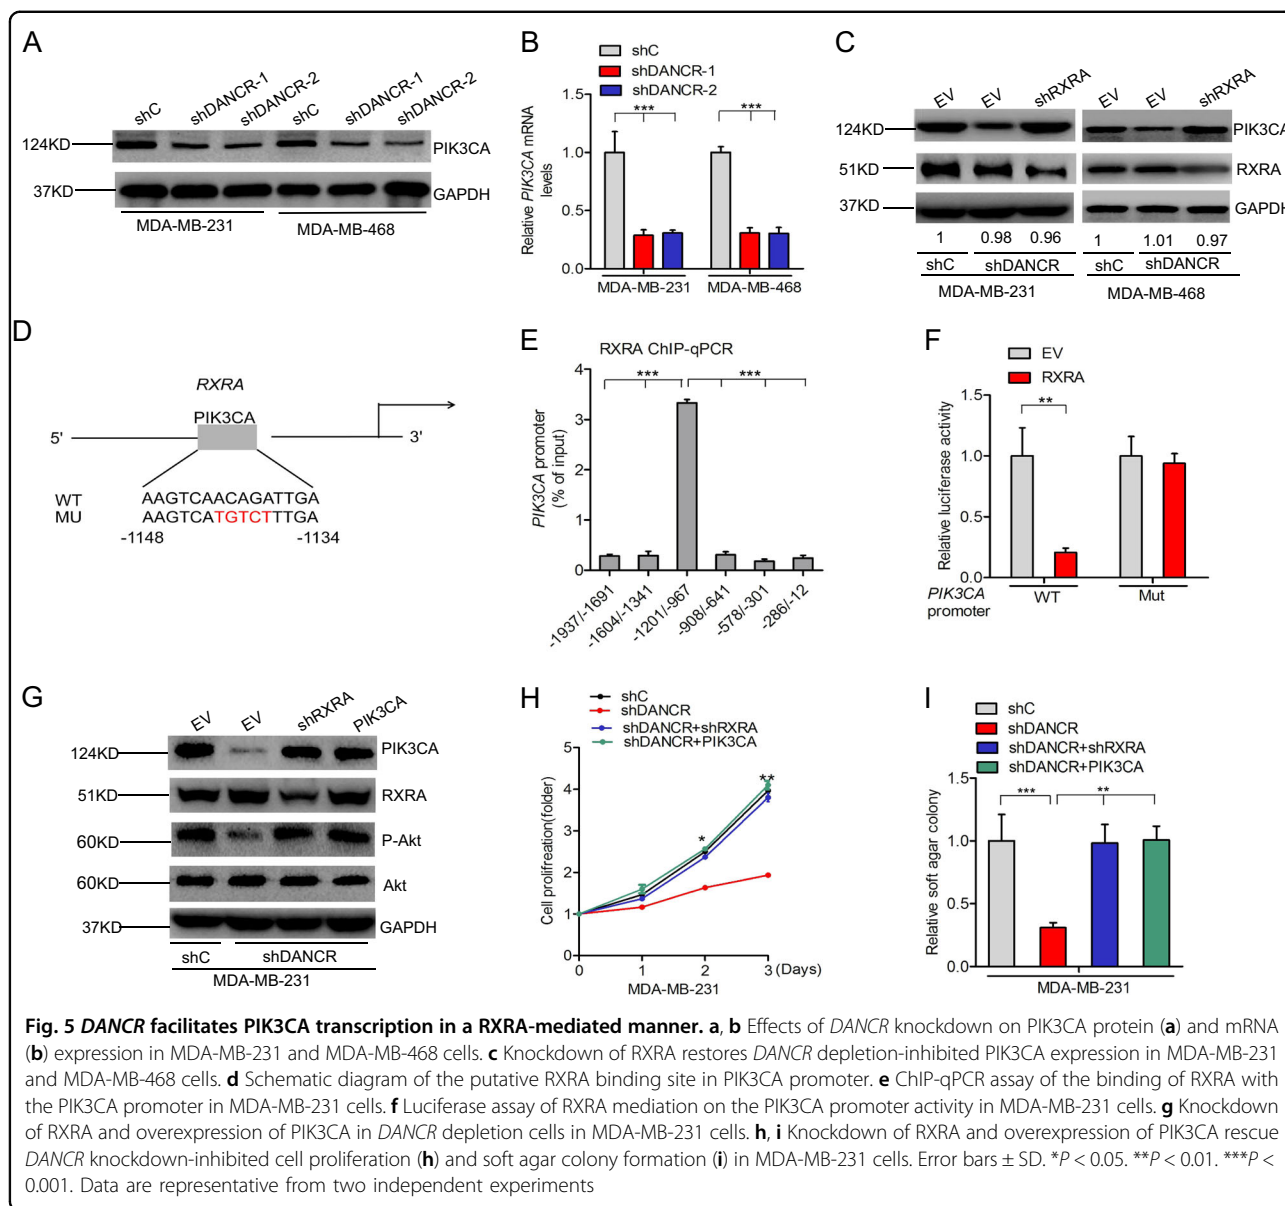 A
shC
shDANCR-1
shDANCR-2
shC
shDANCR-1
shDANCR-2
124KD
PIK3CA
37KD
GAPDH
MDA-MB-231
MDA-MB-468
B
shC
shDANCR-1
shDANCR-2
Relative PIK3CA mRNA
levels
1.5
1.0
0.5
0.0
***
***
MDA-MB-231
MDA-MB-468
C
EV
EV
shRXRA
EV
EV
shRXRA
124KD
PIK3CA
51KD
RXRA
37KD
GAPDH
1 0.98 0.96 1 1.01 0.97
shC shDANCR shC shDANCR
MDA-MB-231 MDA-MB-468
D
RXRA
PIK3CA
5' 3'
WT AAGTCAACAGATTGA
MU AAGTCATGTCTTTGA
-1148 -1134
E
RXRA ChIP-qPCR
PIK3CA promoter
(% of input)
4
3
2
1
0
***
***
-1937/-1691
-1604/-1341
-1201/-967
-908/-641
-578/-301
-286/-12
F
EV
RXRA
Relative luciferase activity
1.5
1.0
0.5
0.0
**
PIK3CA
promoter
WT Mut
G
EV
EV
shRXRA
PIK3CA
124KD
PIK3CA
51KD
RXRA
60KD
P-Akt
60KD
Akt
37KD
GAPDH
shC shDANCR
MDA-MB-231
H
shC
shDANCR
shDANCR+shRXRA
shDANCR+PIK3CA
Cell prolifreation(folder)
5
4
3
2
1
0
*
**
0 1 2 3 (Days)
MDA-MB-231
I
shC
shDANCR
shDANCR+shRXRA
shDANCR+PIK3CA
Relative soft agar colony
1.5
1.0
0.5
0.0
***
**
MDA-MB-231
Fig. 5 DANCR facilitates PIK3CA transcription in a RXRA-mediated manner. a, b Effects of DANCR knockdown on PIK3CA protein (a) and mRNA
(b) expression in MDA-MB-231 and MDA-MB-468 cells. c Knockdown of RXRA restores DANCR depletion-inhibited PIK3CA expression in MDA-MB-231
and MDA-MB-468 cells. d Schematic diagram of the putative RXRA binding site in PIK3CA promoter. e ChIP-qPCR assay of the binding of RXRA with
the PIK3CA promoter in MDA-MB-231 cells. f Luciferase assay of RXRA mediation on the PIK3CA promoter activity in MDA-MB-231 cells. g Knockdown
of RXRA and overexpression of PIK3CA in DANCR depletion cells in MDA-MB-231 cells. h, i Knockdown of RXRA and overexpression of PIK3CA rescue
DANCR knockdown-inhibited cell proliferation (h) and soft agar colony formation (i) in MDA-MB-231 cells. Error bars ± SD. *P < 0.05. **P < 0.01. ***P <
0.001. Data are representative from two independent experiments